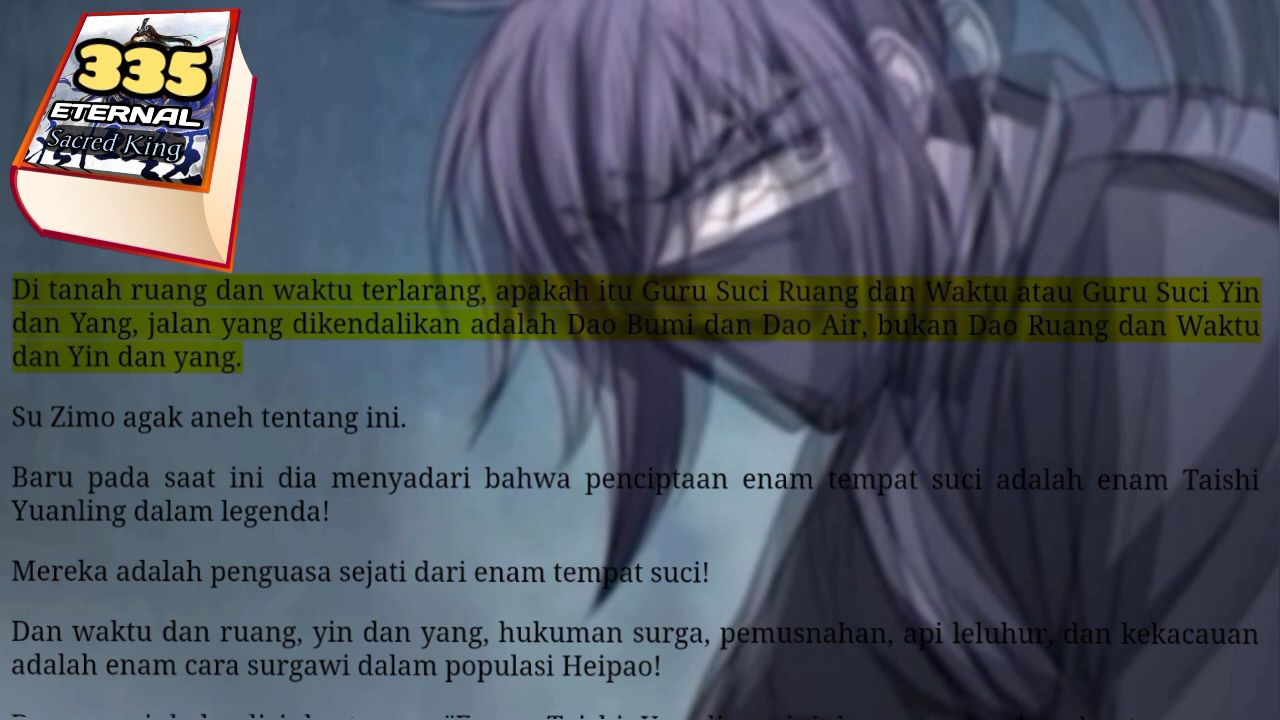 335
ETERNAL
Sacred King
Di tanah ruang dan waktu terlarang, apakah itu Guru Suci Ruang dan Waktu atau Guru Suci Yin
dan Yang, jalan yang dikendalikan adalah Dao Bumi dan Dao Air, bukan Dao Ruang dan Waktu
dan Yin dan yang.
Su Zimo agak aneh tentang ini.
Baru pada saat ini dia menyadari bahwa penciptaan enam tempat suci adalah enam Taishi
Yuanling dalam legenda!
Mereka adalah penguasa sejati dari enam tempat suci!
Dan waktu dan ruang, yin dan yang, hukuman surga, pemusnahan, api leluhur, dan kekacauan
adalah enam cara surgawi dalam populasi Heipao!